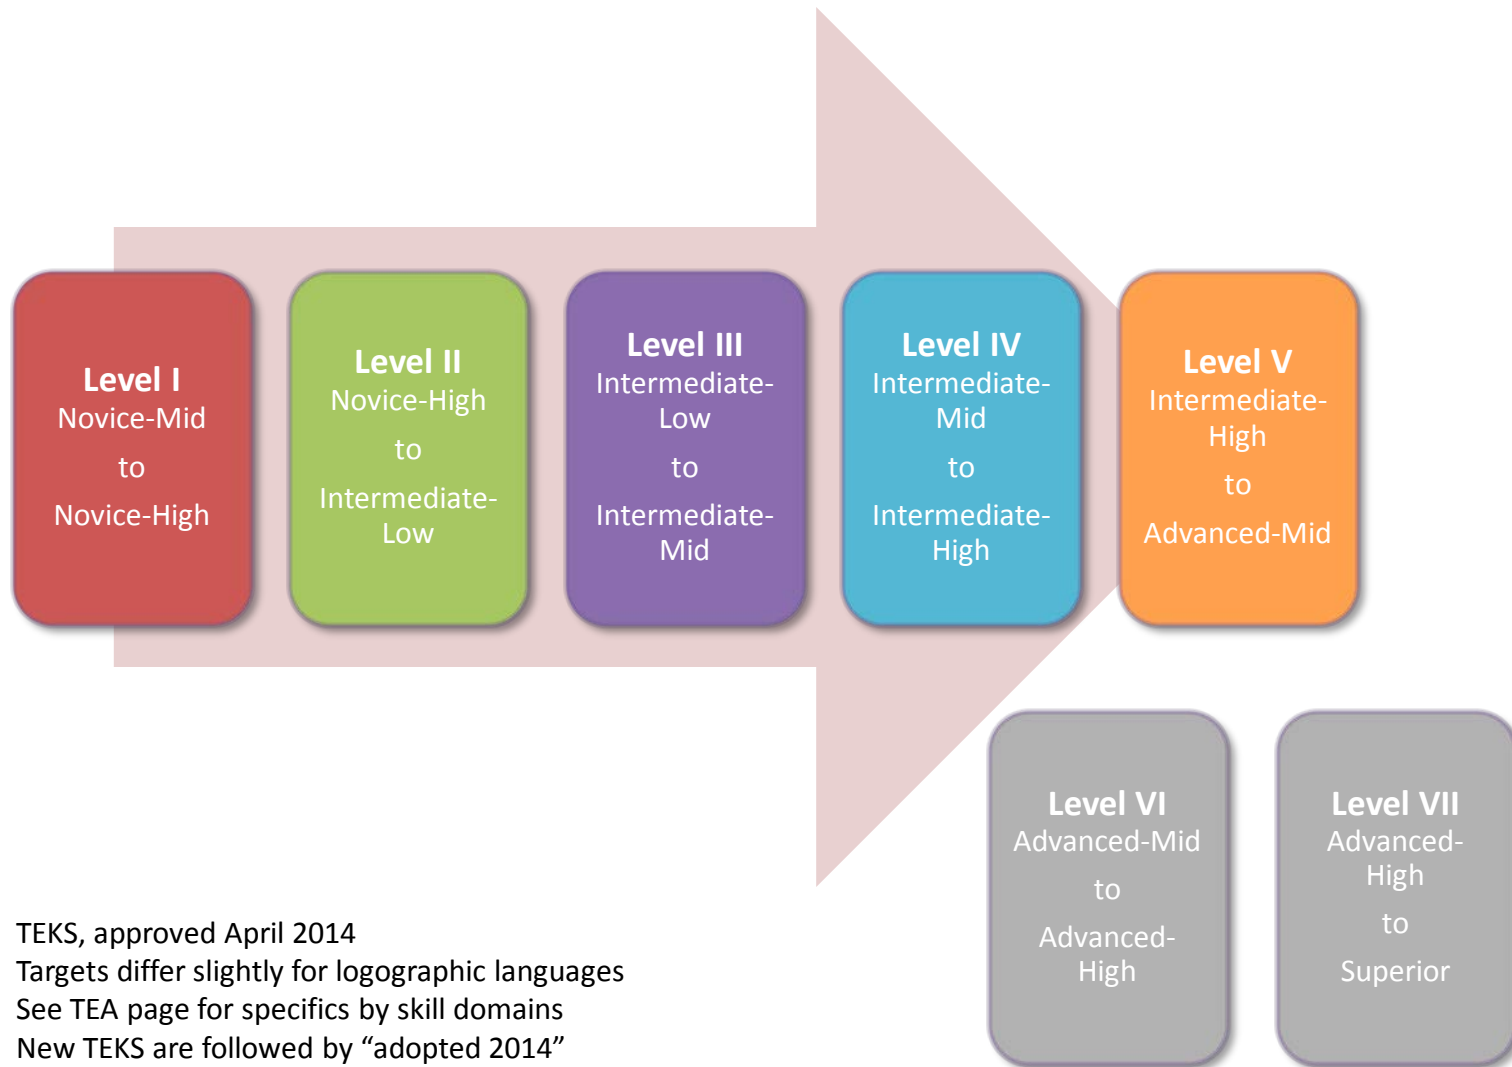 Level I
Novice-Mid
to
Novice-High
Level II
Novice-High
to
Intermediate-
Low
Level III
Intermediate-
Low
to
Intermediate-
Mid
Level IV
Intermediate-
Mid
to
Intermediate-
High
Level V
Intermediate-
High
to
Advanced-Mid
Level VI
Advanced-Mid
to
Advanced-
High
Level VII
Advanced-
High
to
Superior
TEKS, approved April 2014
Targets differ slightly for logographic languages
See TEA page for specifics by skill domains
New TEKS are followed by “adopted 2014”